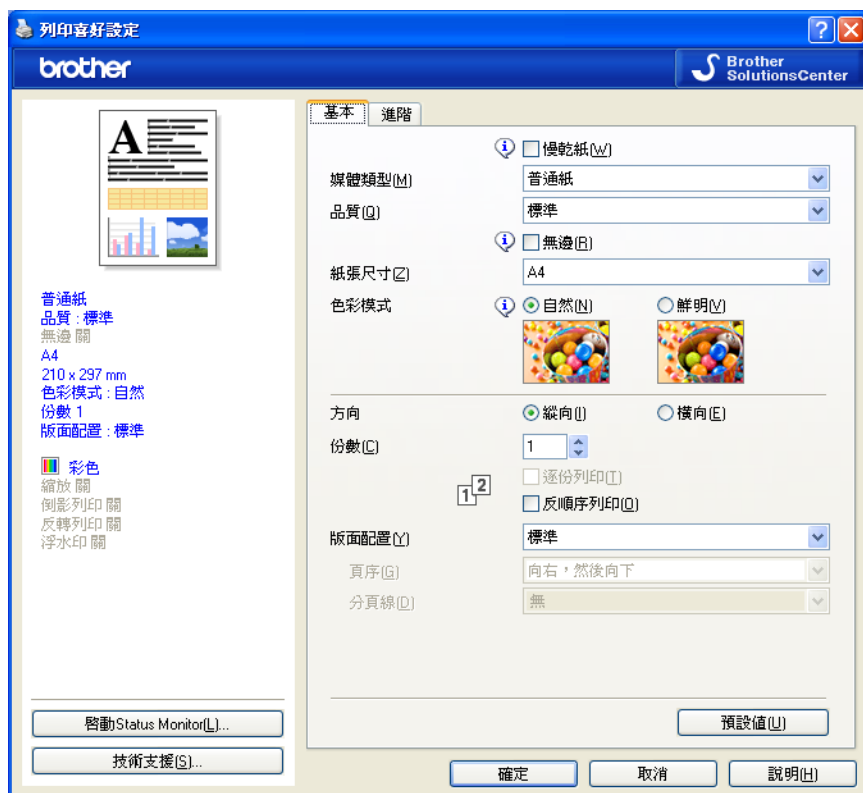 列印喜好設定
brother
Brother
SolutionsCenter
A
普通紙
品質 : 標準
無邊 關
A4
210 x 297 mm
色彩模式 : 自然
份數 1
版面配置 : 標準
彩色
縮放 關
倒影列印 關
反轉列印 關
浮水印 關
啓動Status Monitor(L)...
技術支援(S)...
基本 進階
慢乾紙(W)
媒體類型(M) 普通紙
品質(Q) 標準
無邊(R)
紙張尺寸(Z) A4
色彩模式 自然(N) 鮮明(V)
方向 縱向(I) 橫向(E)
份數(C) 1
逐份列印(T)
12
反順序列印(O)
版面配置(Y) 標準
頁序(G) 向右，然後向下
分頁線(D) 無
預設値(U)
確定 取消 說明(H)